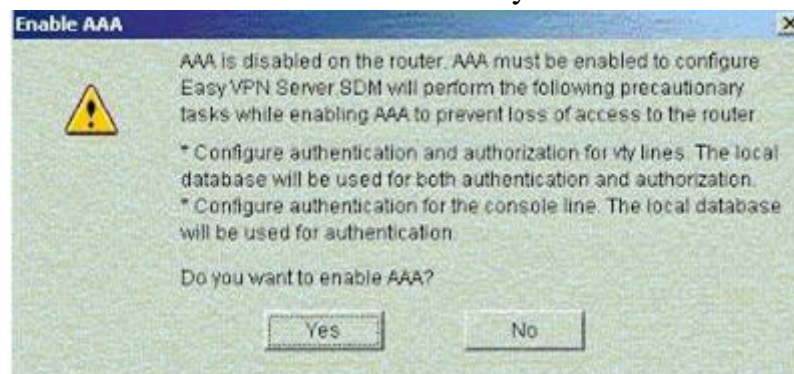 Enable AAA
AAA is disabled on the router. AAA must be enabled to configure
Easy VPN Server SDM will perform the following precautionary
tasks while enabling AAA to prevent loss of access to the router.
* Configure authentication and authorization for vty lines. The local
database will be used for both authentication and authorization.
* Configure authentication for the console line. The local database
will be used for authentication.
Do you want to enable AAA?
Yes
No